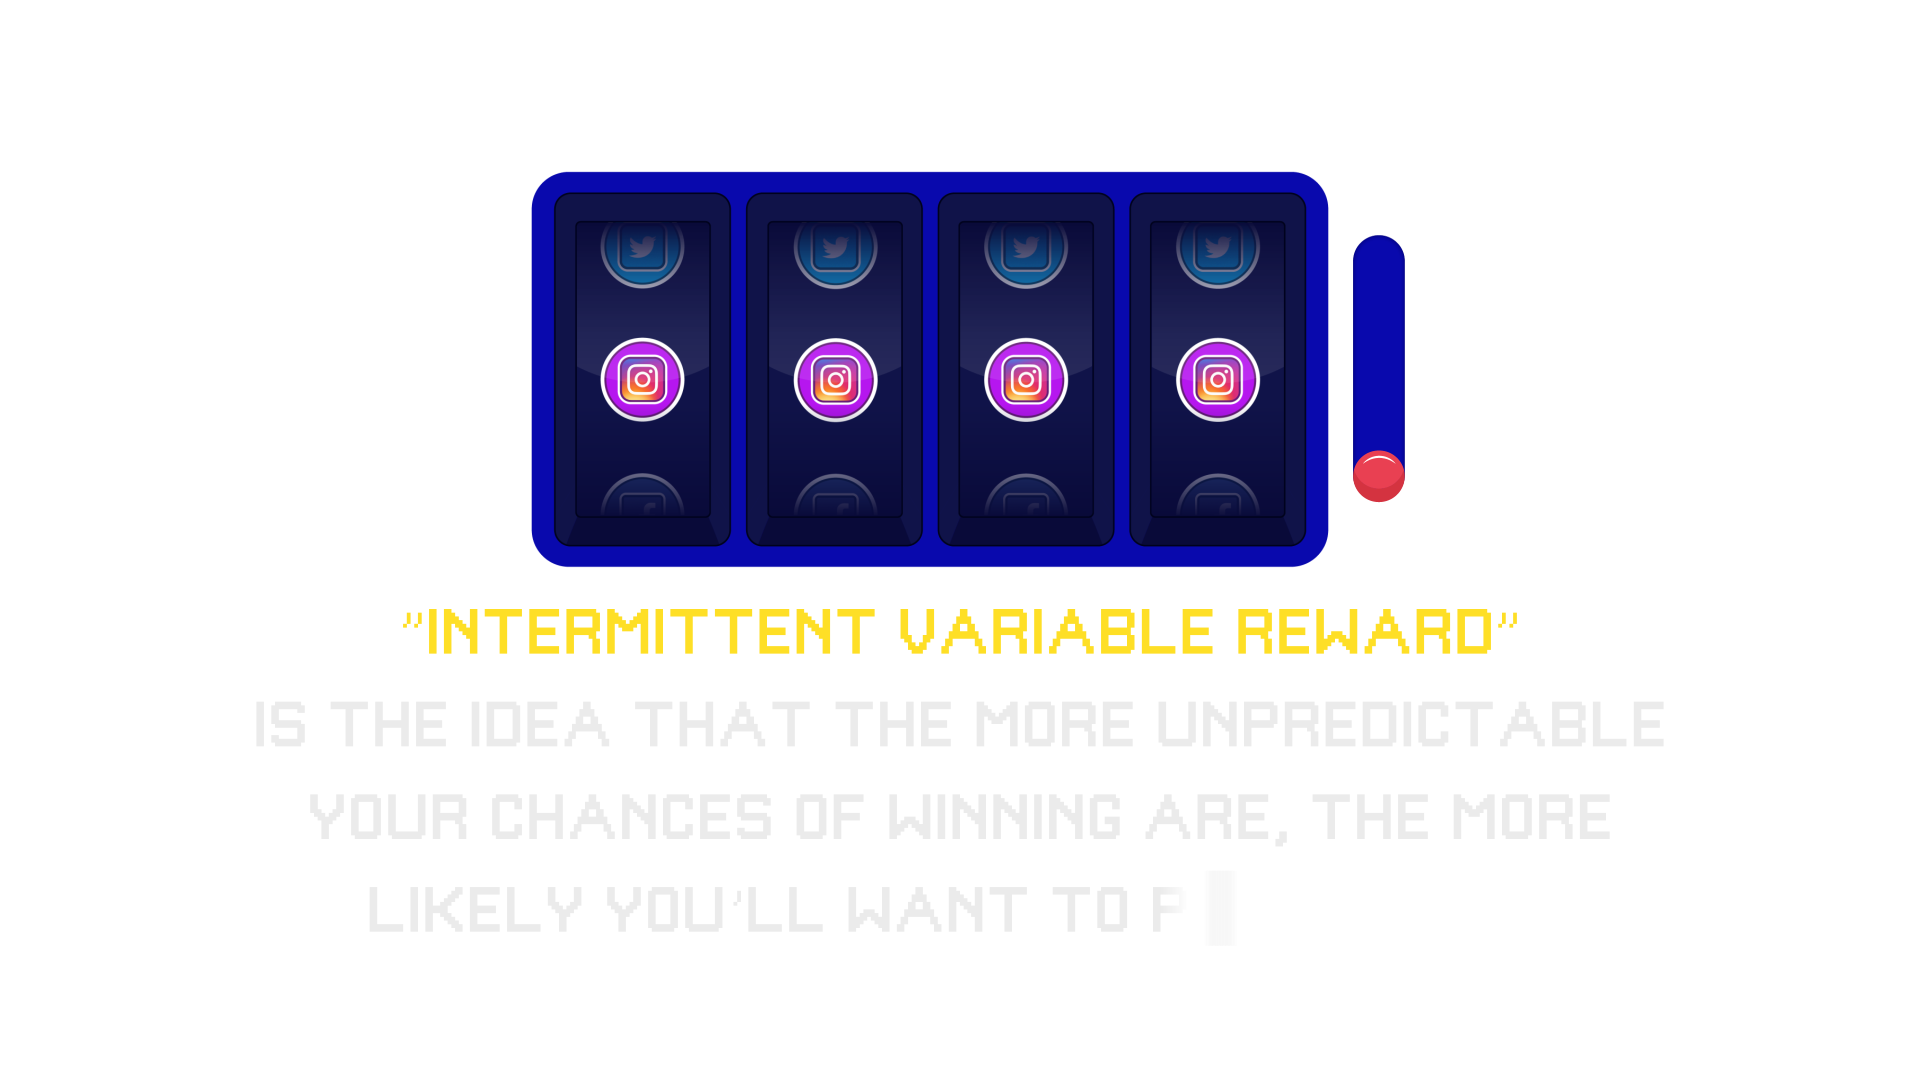 "INTERMITTENT VARIABLE REWARD"
IS THE IDEA THAT THE MORE UNPREDICTABLE
YOUR CHANCES OF WINNING ARE, THE MORE
LIKELY YOU'LL WANT TO P